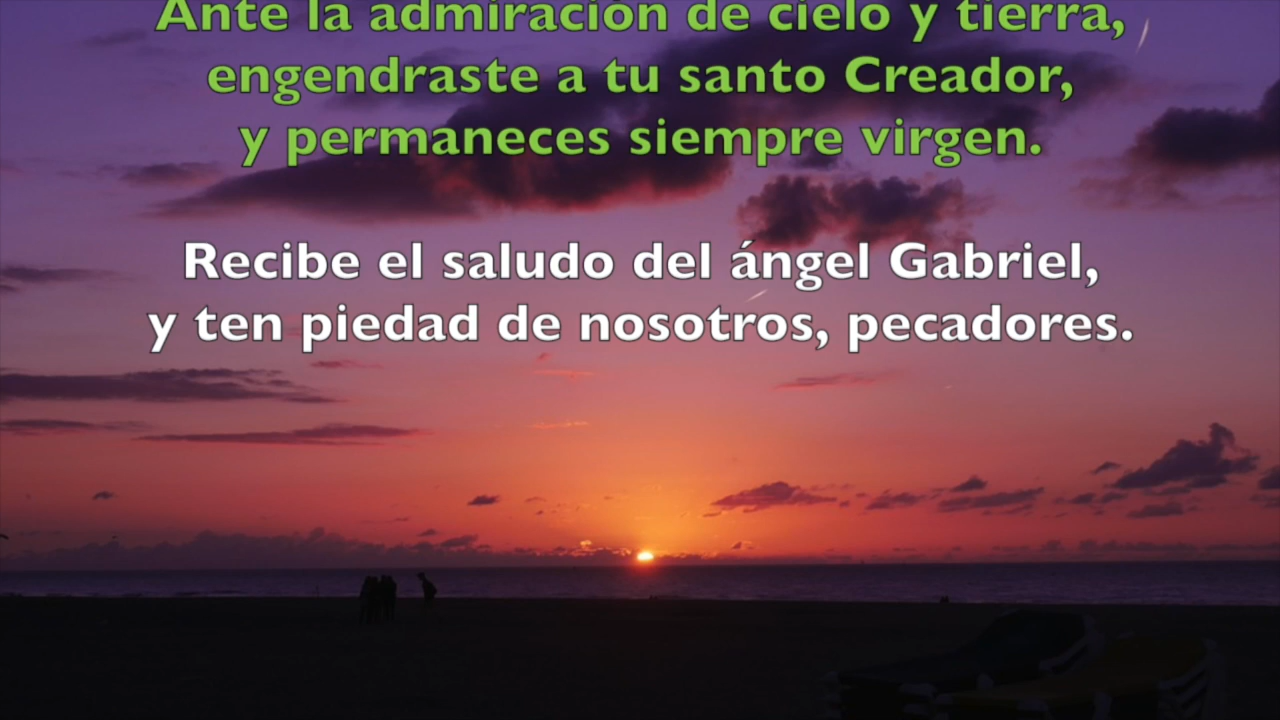 Ante la admiración de cielo y tierra,
engendraste a tu santo Creador,
y permaneces siempre virgen.
Recibe el saludo del ángel Gabriel,
y ten piedad de nosotros, pecadores.